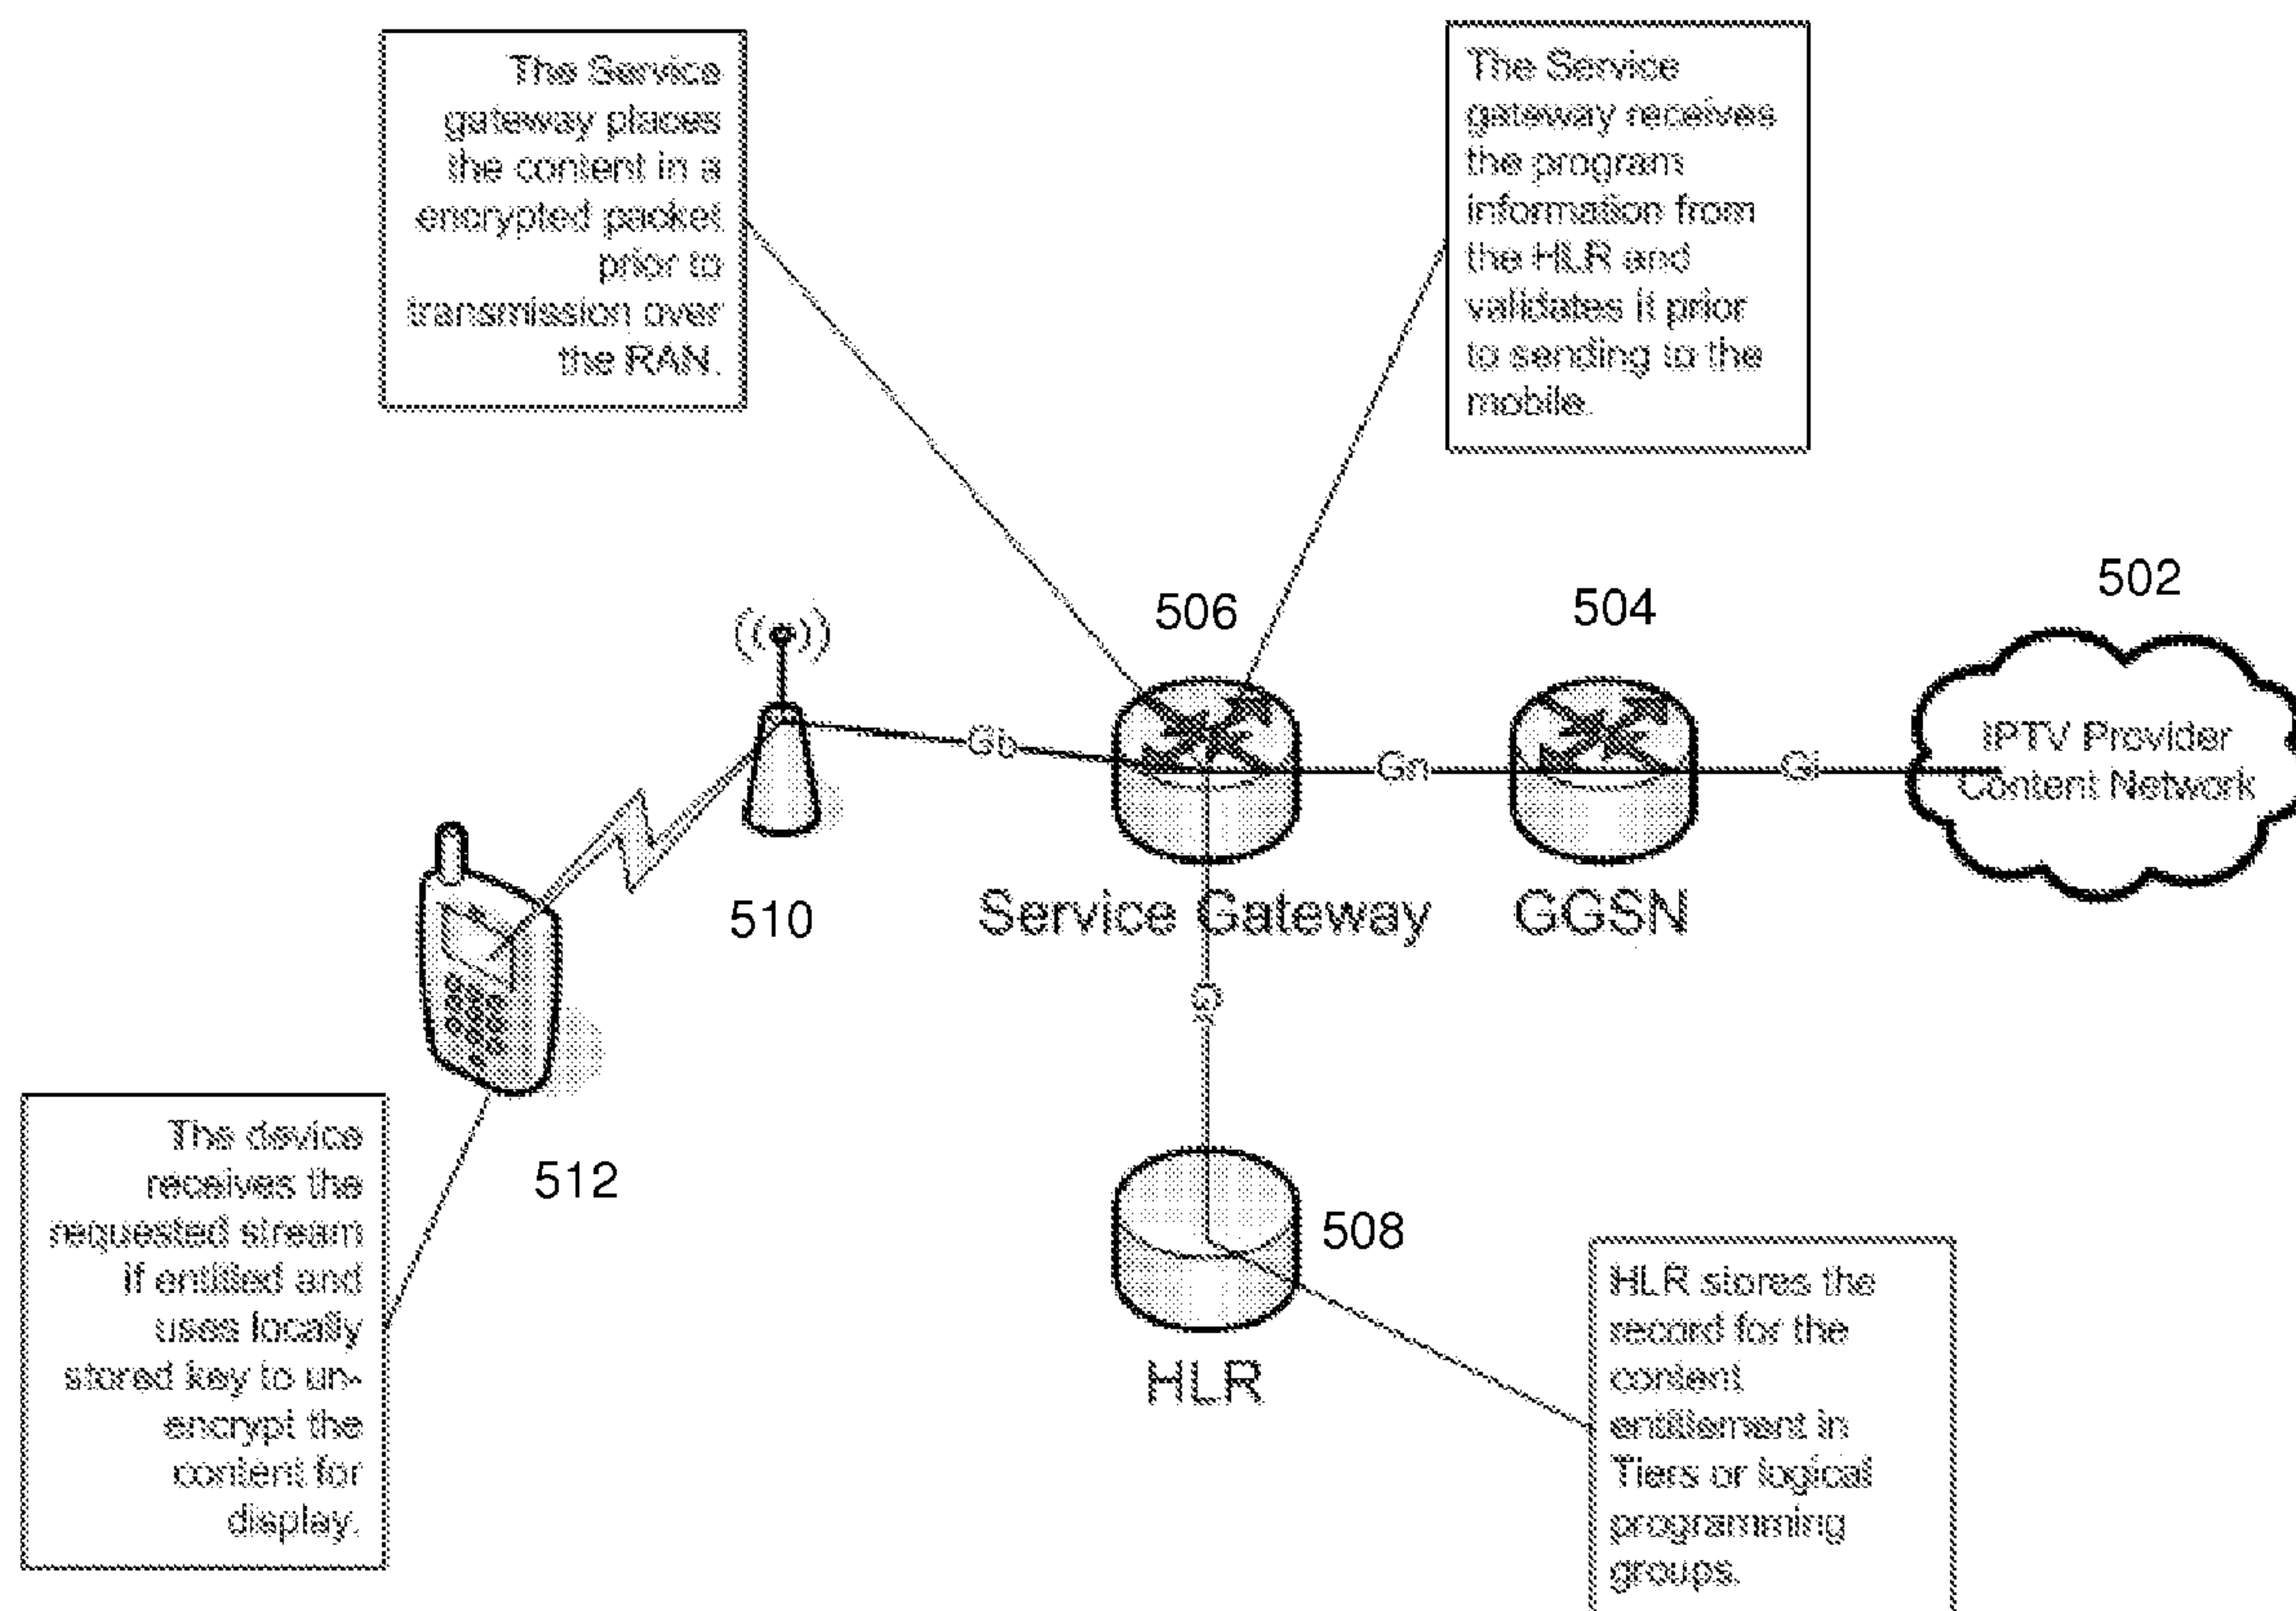 The Service
gateway places
the content in a
encrypted packet
prior to
transmission over
the RAN.
The Service
gateway receives
the program
information from
the HLR and
validates it prior
to sending to the
mobile.
506
504
502
Gb
Gn
Gi
IPTV Provider
Content Network
510
Service Gateway
GGSN
The device
receives the
requested stream
if entitled and
uses locally
stored key to un-
encrypt the
content for
display.
512
508
HLR
HLR stores the
record for the
content
entitlement in
Tiers or logical
programming
groups.